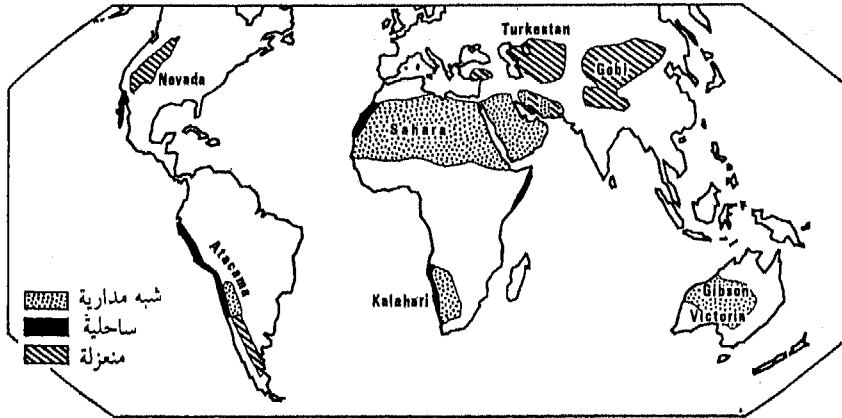 Turkestan
Nevada
Gobi
Sahara
Atacama
Kalahari
Gibson
Victoria
شبه مدارية
ساحلية
منعزلة